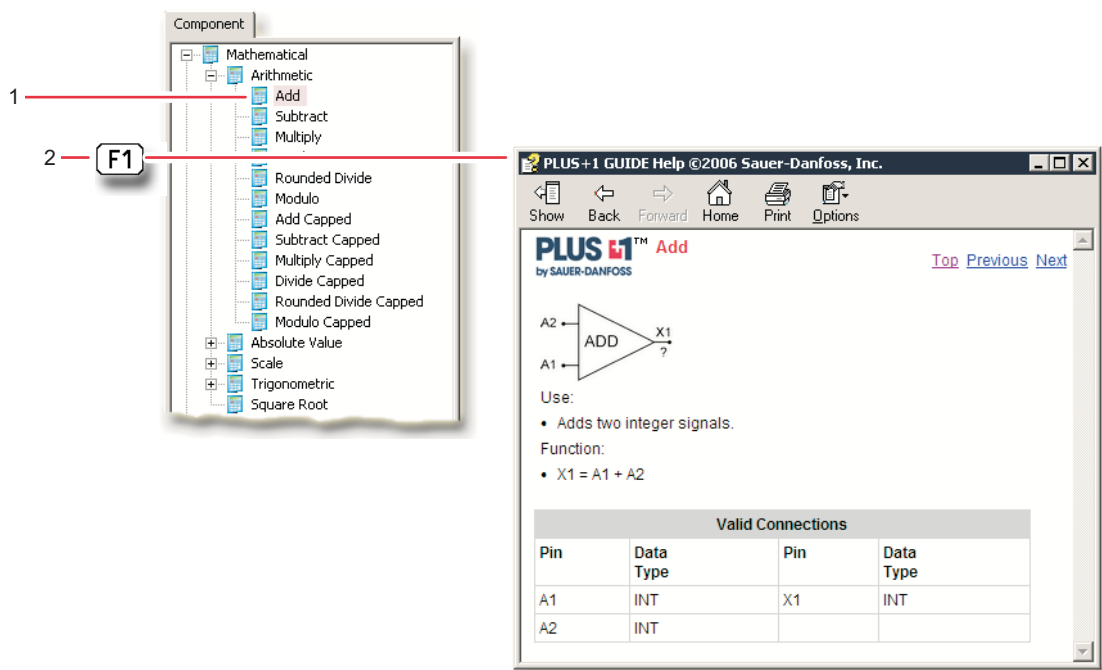 Component
Mathematical
Arithmetic
1
Add
Subtract
Multiply
2
F1
Rounded Divide
Modulo
Add Capped
Subtract Capped
Multiply Capped
Divide Capped
Rounded Divide Capped
Modulo Capped
Absolute Value
Scale
Trigonometric
Square Root
PLUS+1 GUIDE Help ©2006 Sauer-Danfoss, Inc.
Show Back Forward Home Print Options
PLUS+1™ Add
by SAUER-DANFOSS
Top Previous Next
A2
ADD
X1
?
A1
Use:
• Adds two integer signals.
Function:
• X1 = A1 + A2
Valid Connections
Pin Data Type Pin Data Type
A1 INT X1 INT
A2 INT